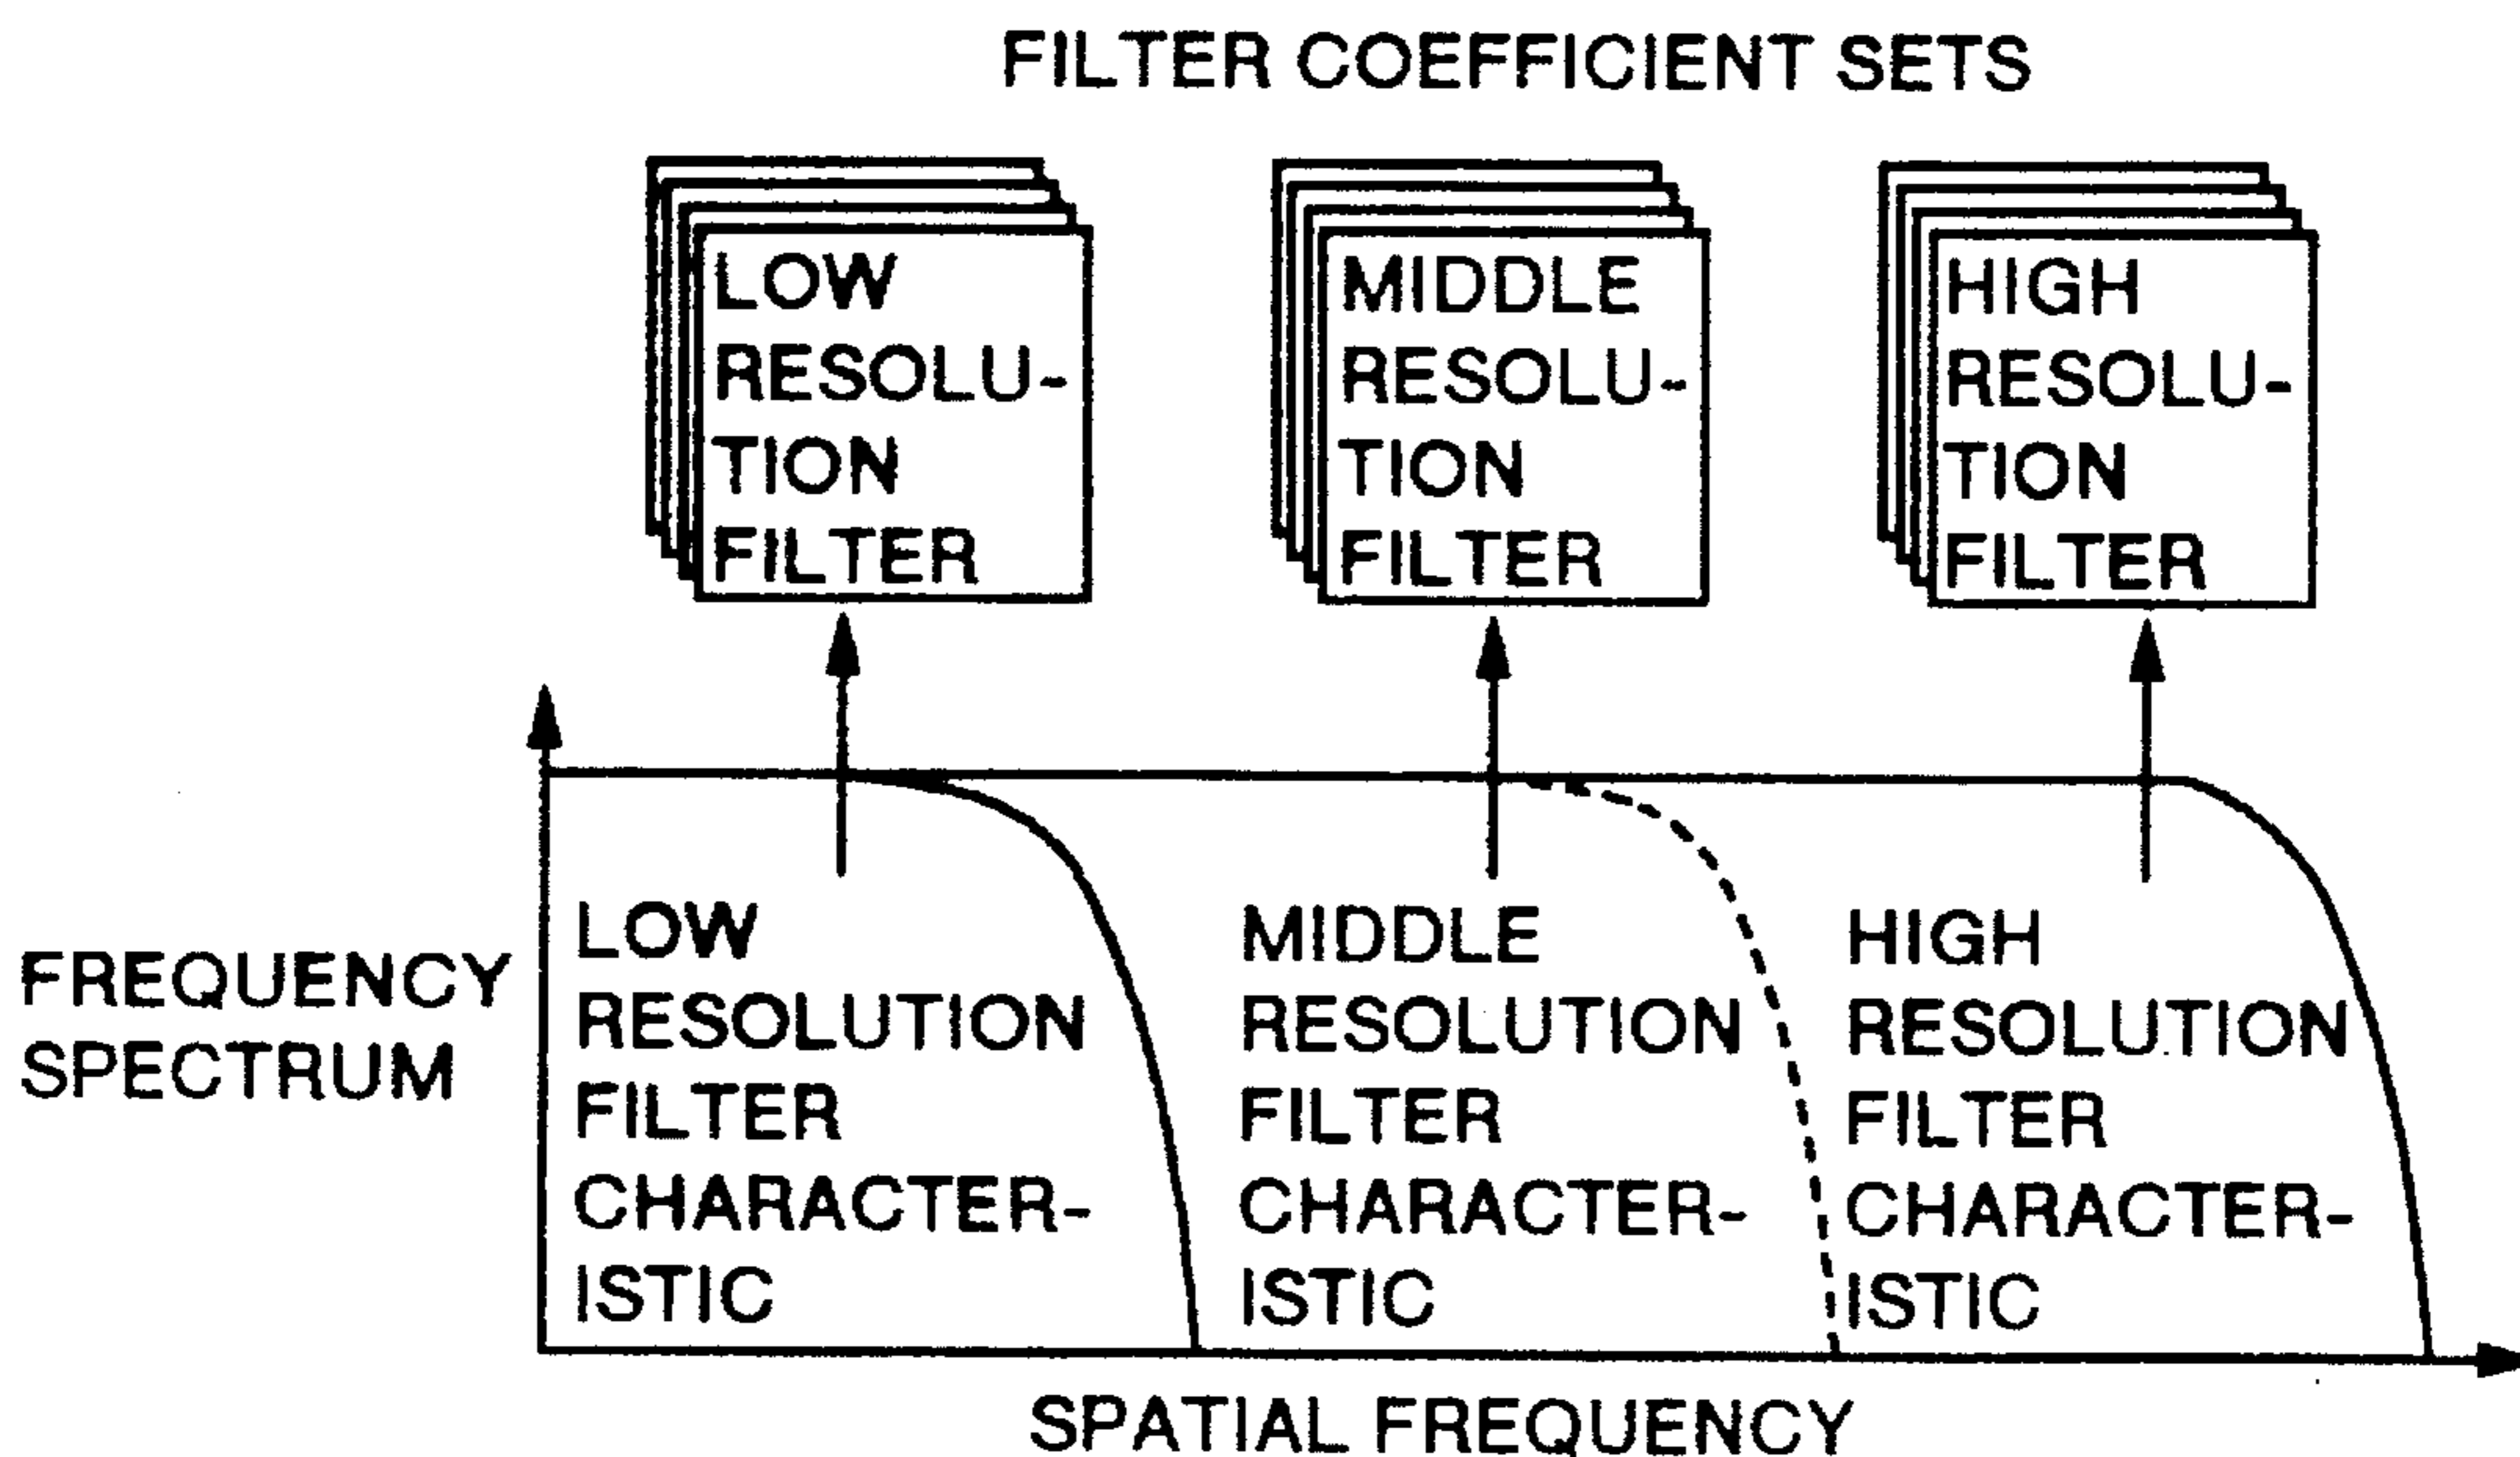 FILTER COEFFICIENT SETS
LOW
RESOLU-
TION
FILTER
MIDDLE
RESOLU-
TION
FILTER
HIGH
RESOLU-
TION
FILTER
FREQUENCY
SPECTRUM
LOW
RESOLUTION
FILTER
CHARACTER-
ISTIC
MIDDLE
RESOLUTION
FILTER
CHARACTER-
ISTIC
HIGH
RESOLUTION
FILTER
CHARACTER-
ISTIC
SPATIAL FREQUENCY